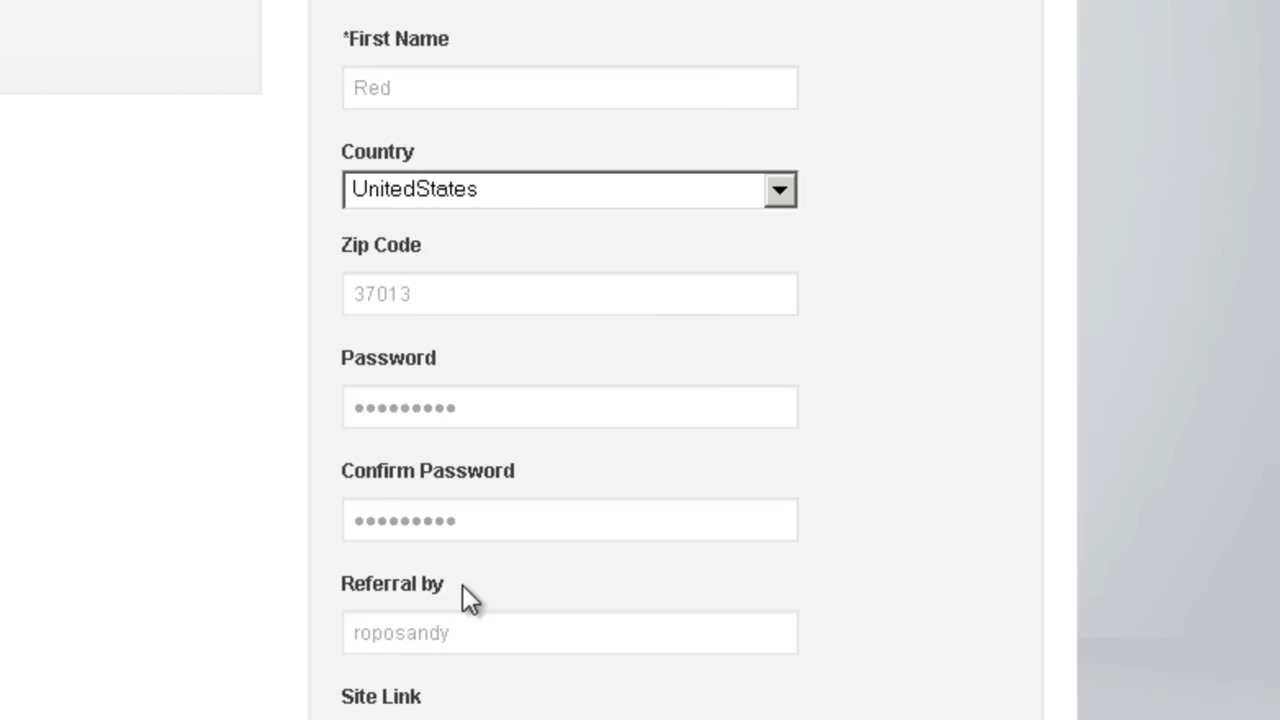 *First Name
Red
Country
UnitedStates
Zip Code
37013
Password
•••••••••
Confirm Password
•••••••••
Referral by
roposandy
Site Link